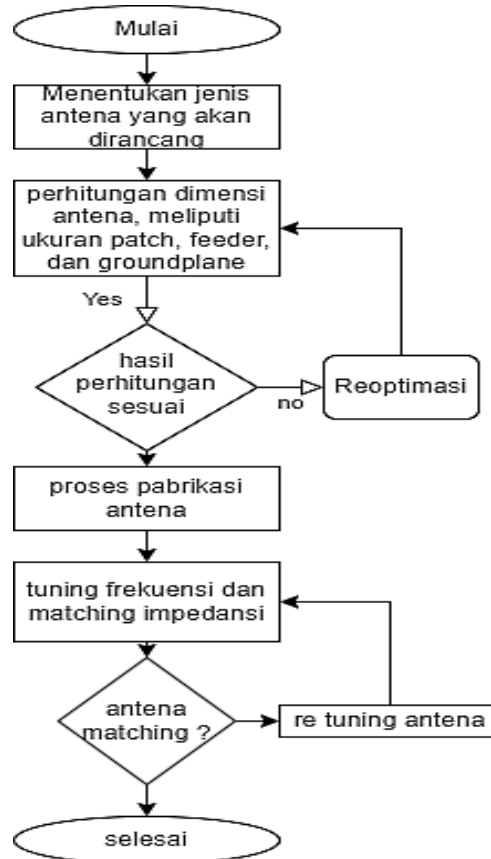 Mulai
Menentukan jenis
antena yang akan
dirancang
perhitungan dimensi
antena, meliputi
ukuran patch, feeder,
dan groundplane
Yes
hasil
perhitungan
sesuai
no
Reoptimasi
proses pabrikasi
antena
tuning frekuensi dan
matching impedansi
antena
matching ?
re tuning antena
selesai